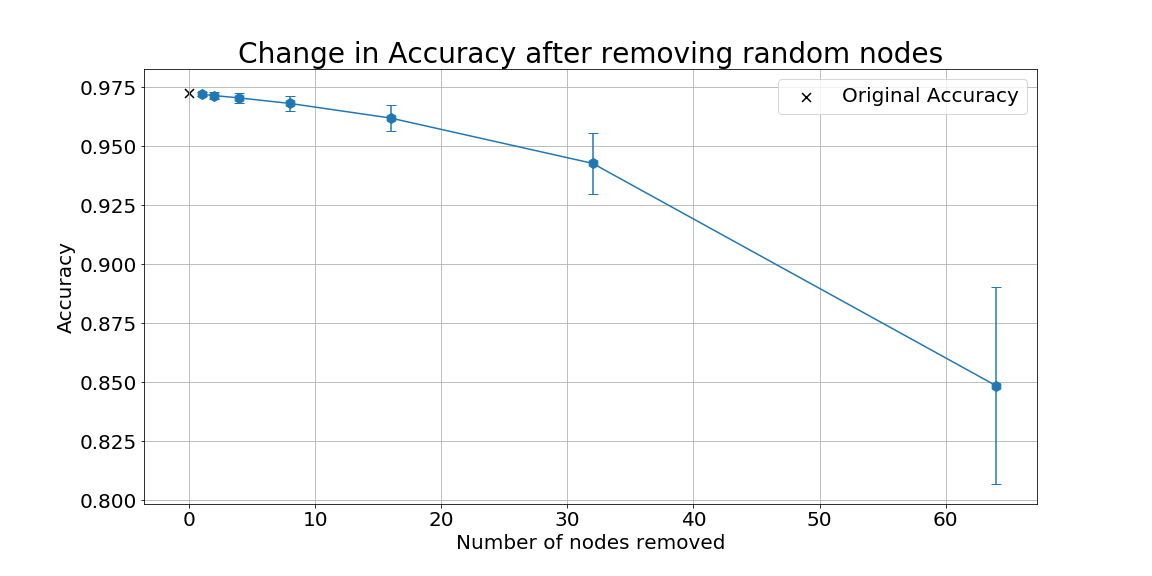 Change in Accuracy after removing random nodes
Original Accuracy
Accuracy
0.975
0.950
0.925
0.900
0.875
0.850
0.825
0.800
0 10 20 30 40 50 60
Number of nodes removed